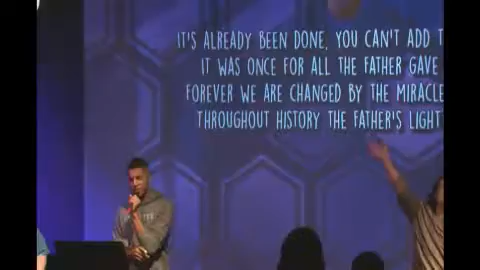 IT'S ALREADY BEEN DONE, YOU CAN'T ADD
IT WAS ONCE FOR ALL THE FATHER GAVE
FOREVER WE ARE CHANGED BY THE MIRACLE
THROUGHOUT HISTORY THE FATHER'S LIGHT